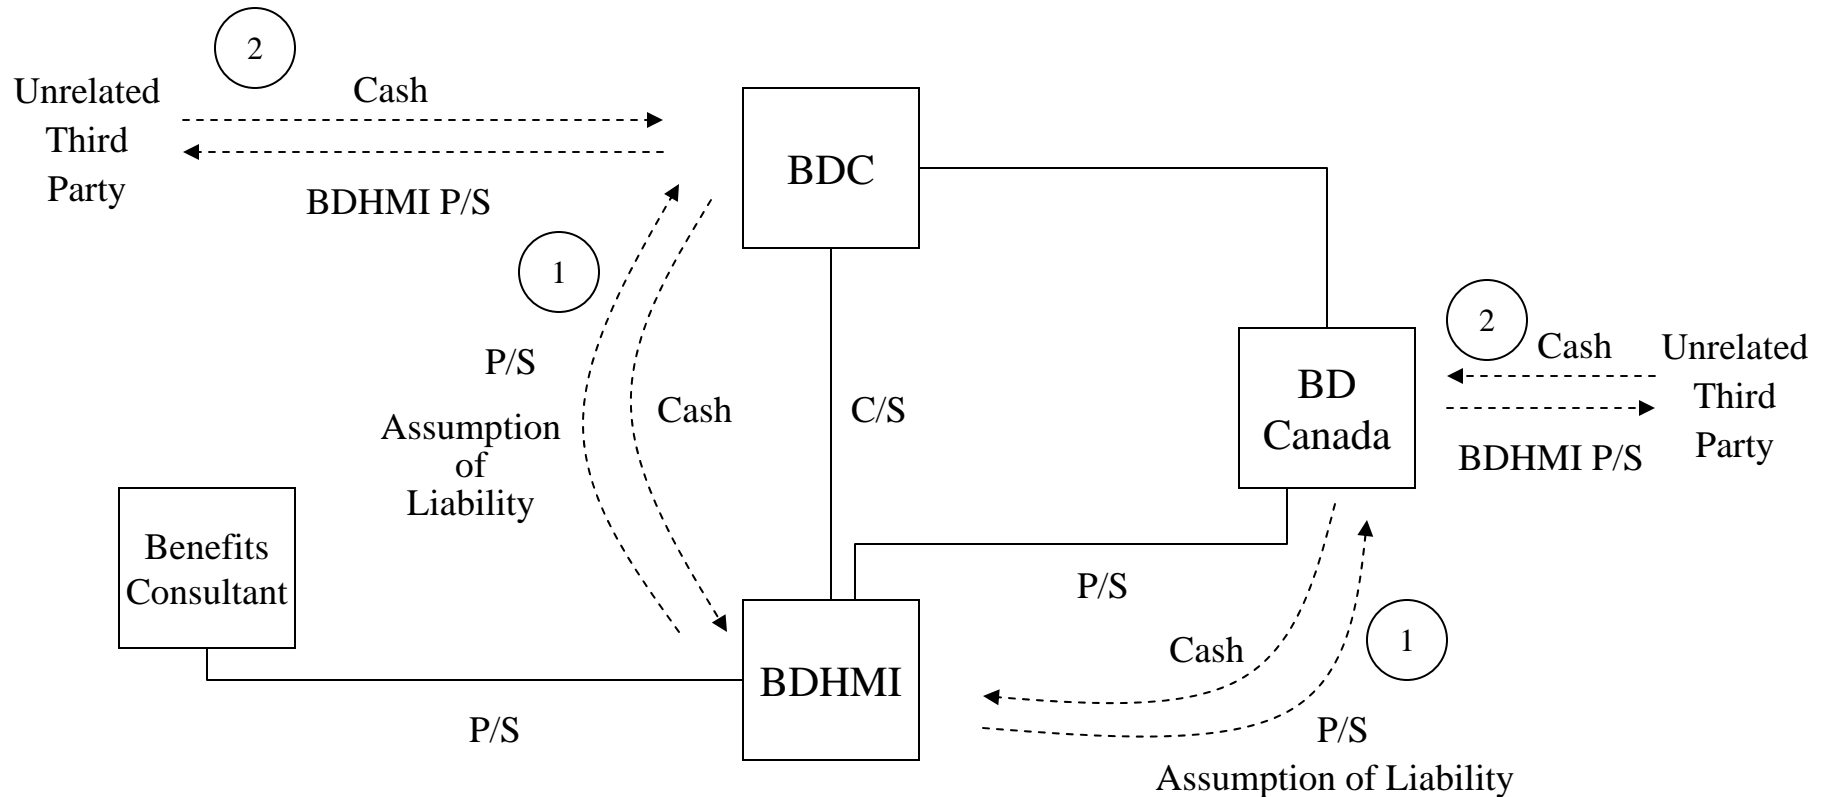 2
Unrelated
Third
Party
Cash
BDHMI P/S
BDC
1
P/S
Assumption
of
Liability
Cash
C/S
BD
Canada
2
Cash
Unrelated
Third
Party
BDHMI P/S
Benefits
Consultant
P/S
BDHMI
P/S
Cash
1
P/S
Assumption of Liability